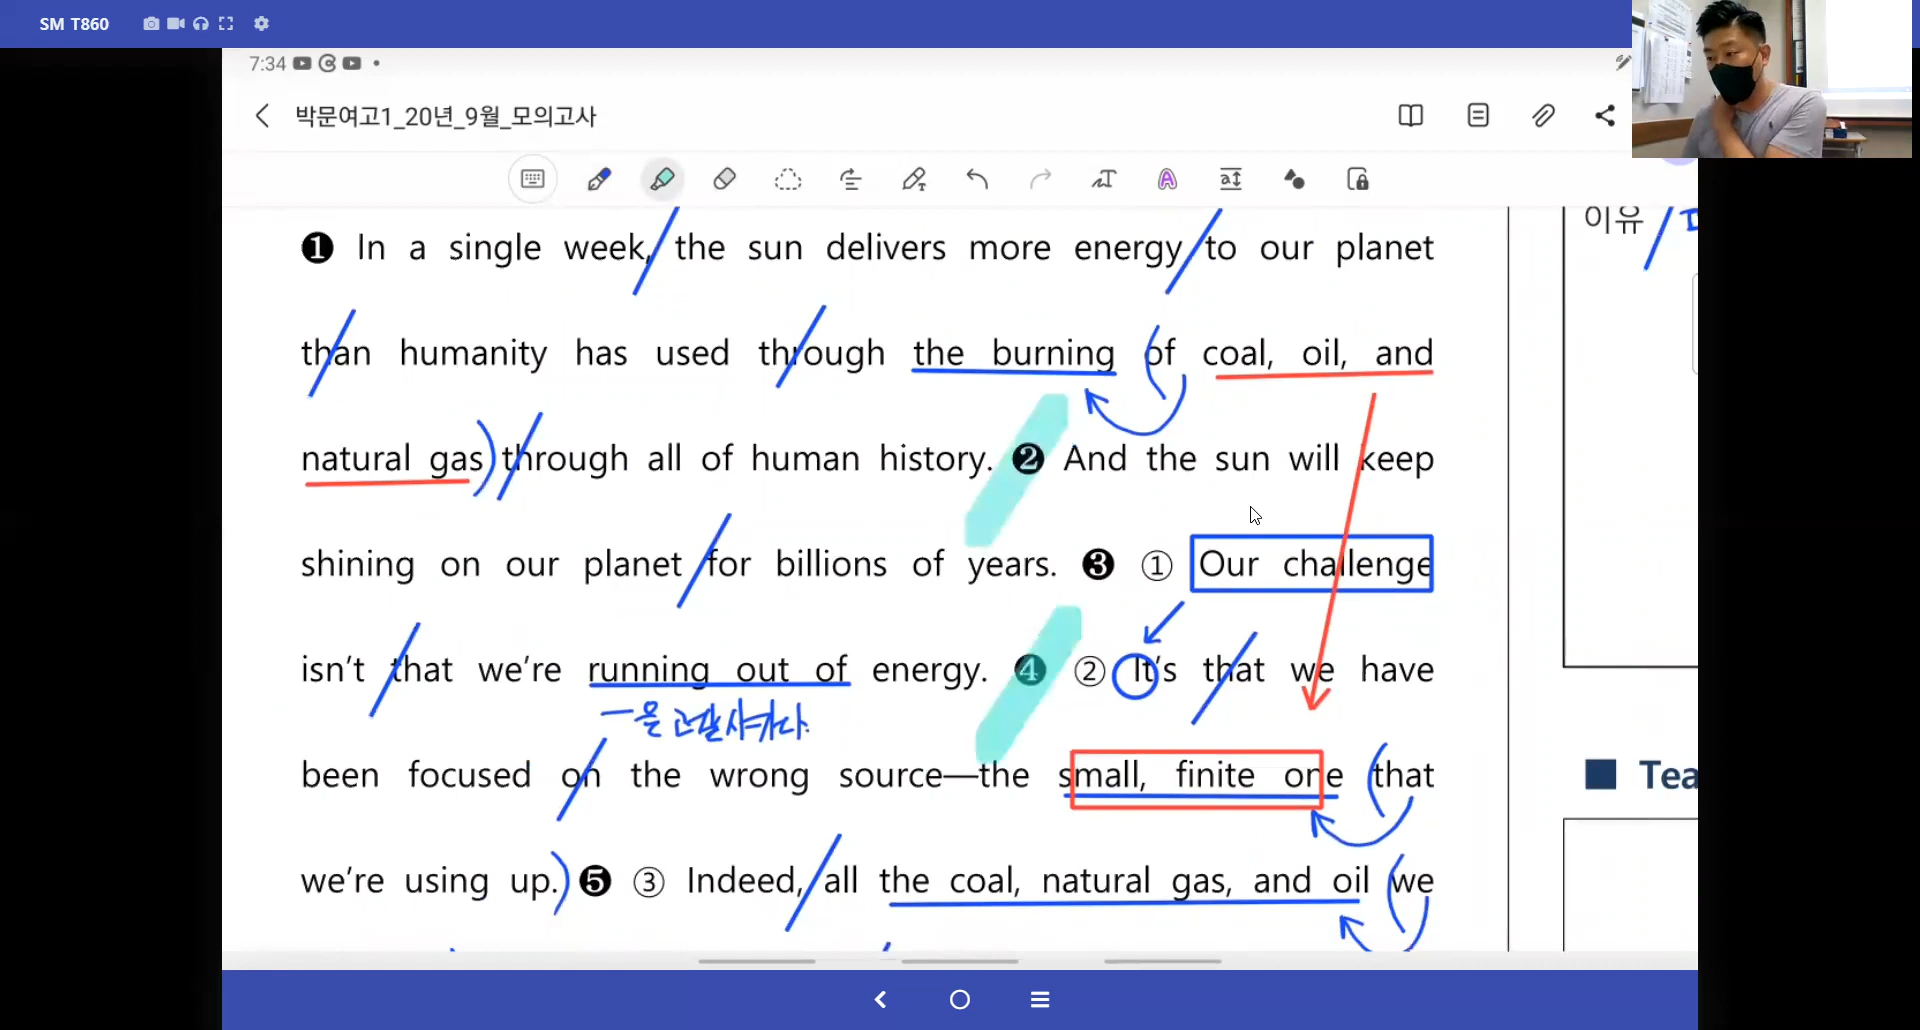 SM T860
7:34
박문여고1_20년_9월_모의고사
이유
❶ In a single week, the sun delivers more energy to our planet
than humanity has used through the burning of coal, oil, and
natural gas through all of human history. ❷ And the sun will keep
shining on our planet for billions of years. ❸ ① Our challenge
isn't that we're running out of energy. ❹ ② It's that we have
~을 고갈시키다.
been focused on the wrong source—the small, finite one that
we're using up. ❺ ③ Indeed, all the coal, natural gas, and oil we
■ Tea